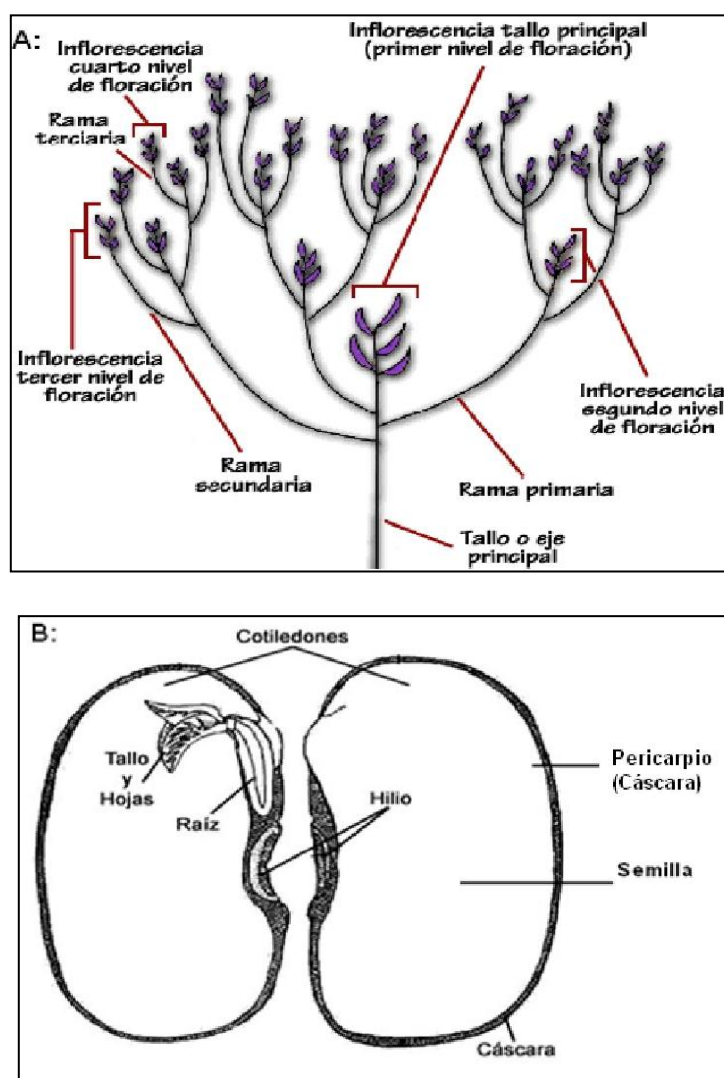 A:
Inflorescencia tallo principal
(primer nivel de floración)
Inflorescencia
cuarto nivel
de floración
Rama
terciaria
Inflorescencia
tercer nivel de
floración
Inflorescencia
segundo nivel
de floración
Rama
secundaria
Rama primaria
Tallo o eje
principal
B:
Cotiledones
Tallo
y
Hojas
Raíz
Hilio
Pericarpio
(Cáscara)
Semilla
Cáscara